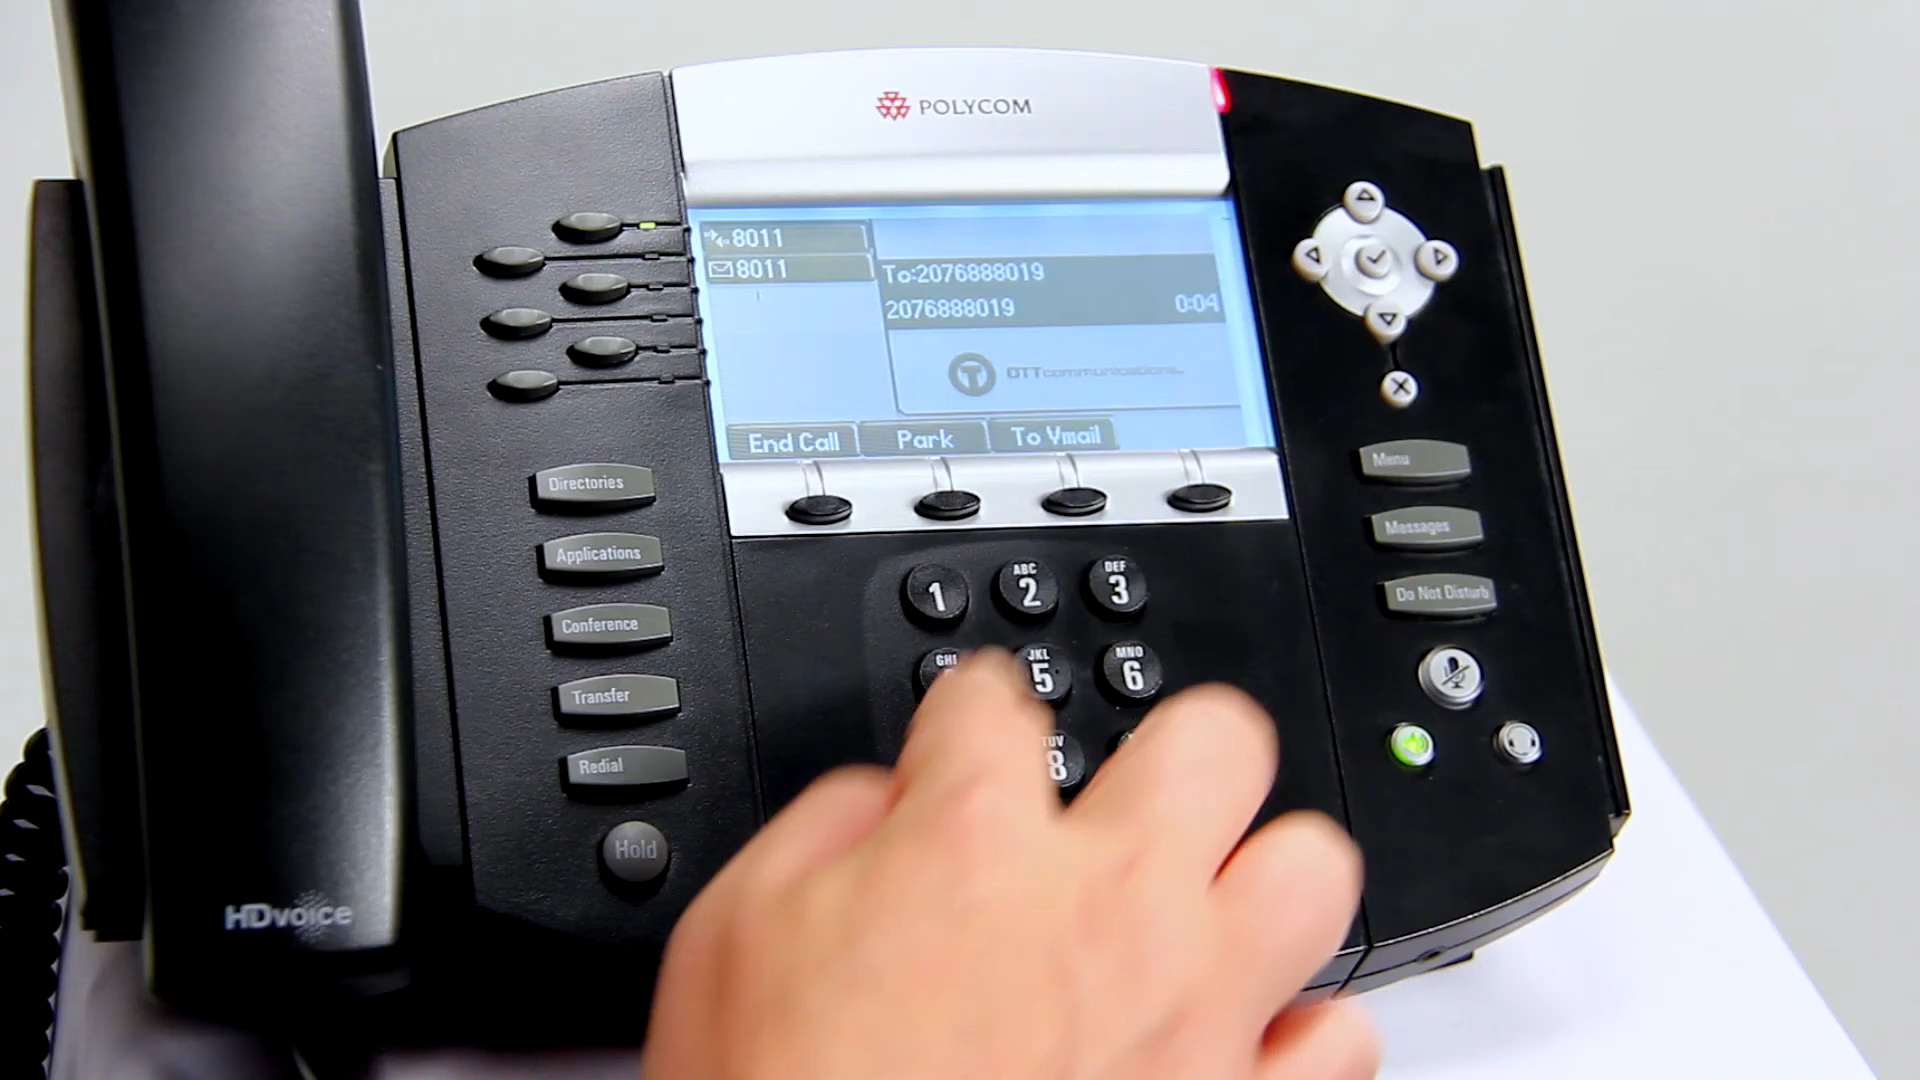 POLYCOM
8011
8011
To:2076888019
2076888019 0:04
OTTcommunications
End Call Park To Vmail
Directories
Applications
Conference
Transfer
Redial
Hold
HDvoice
1
ABC
2
DEF
3
GHI
JKL
5
MNO
6
TUV
8
Menu
Messages
Do Not Disturb